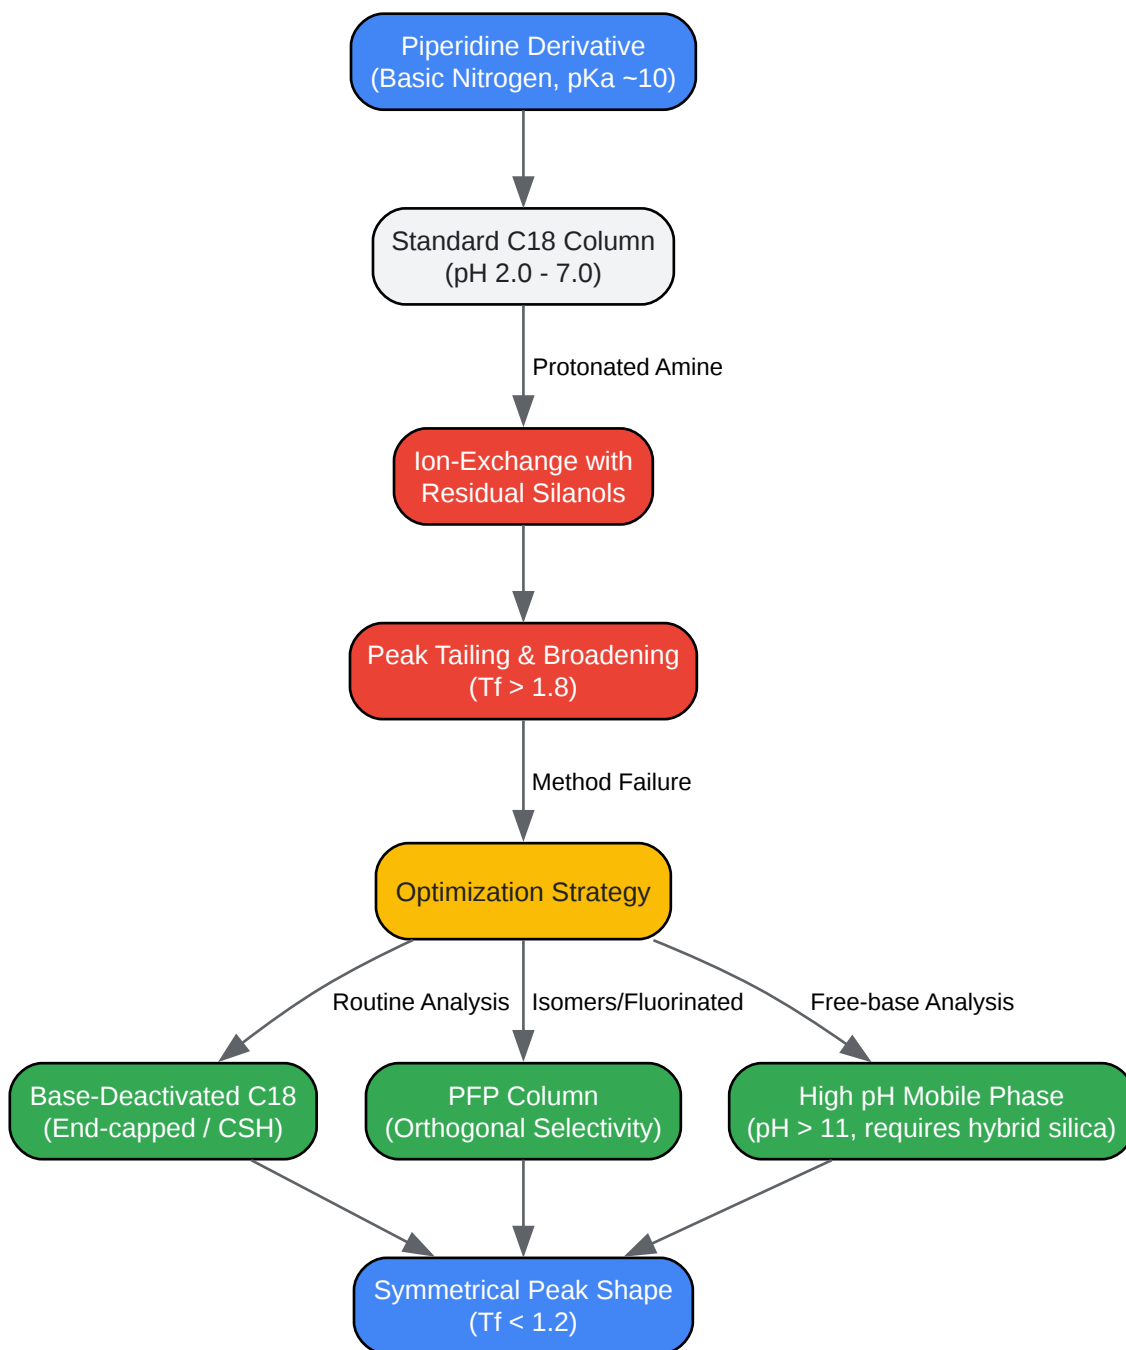 Piperidine Derivative
(Basic Nitrogen, pKa ~10)
Standard C18 Column
(pH 2.0 - 7.0)
Protonated Amine
Ion-Exchange with
Residual Silanols
Peak Tailing & Broadening
(Tf > 1.8)
Method Failure
Optimization Strategy
Routine Analysis
Isomers/Fluorinated
Free-base Analysis
Base-Deactivated C18
(End-capped / CSH)
PFP Column
(Orthogonal Selectivity)
High pH Mobile Phase
(pH > 11, requires hybrid silica)
Symmetrical Peak Shape
(Tf < 1.2)